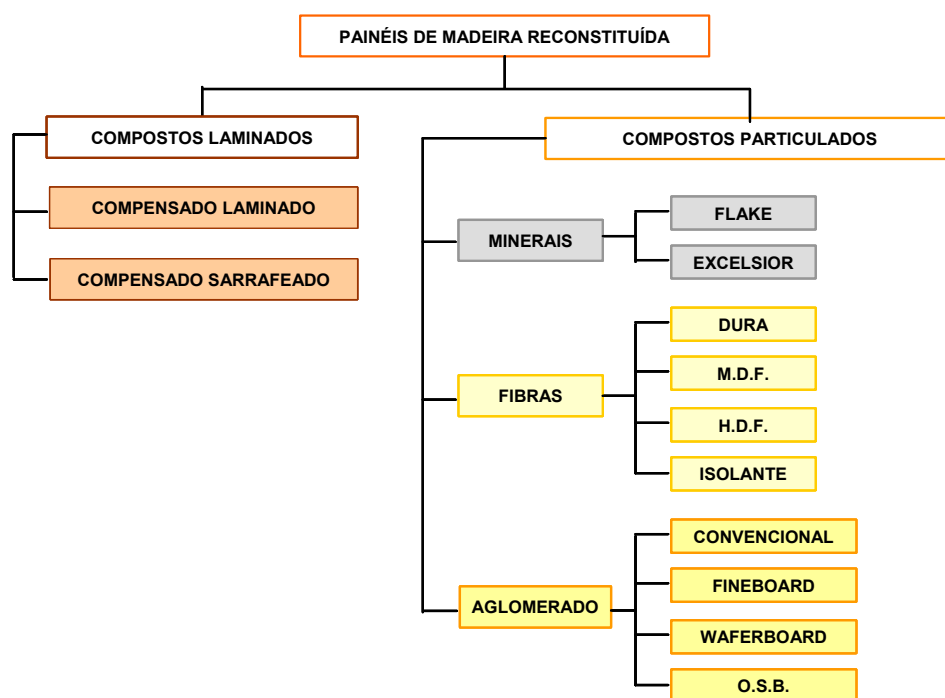 PAINÉIS DE MADEIRA RECONSTITUÍDA
COMPOSTOS LAMINADOS
COMPENSADO LAMINADO
COMPENSADO SARRAFEADO
COMPOSTOS PARTICULADOS
MINERAIS
FLAKE
EXCELSIOR
FIBRAS
DURA
M.D.F.
H.D.F.
ISOLANTE
AGLOMERADO
CONVENCIONAL
FINEBOARD
WAFERBOARD
O.S.B.